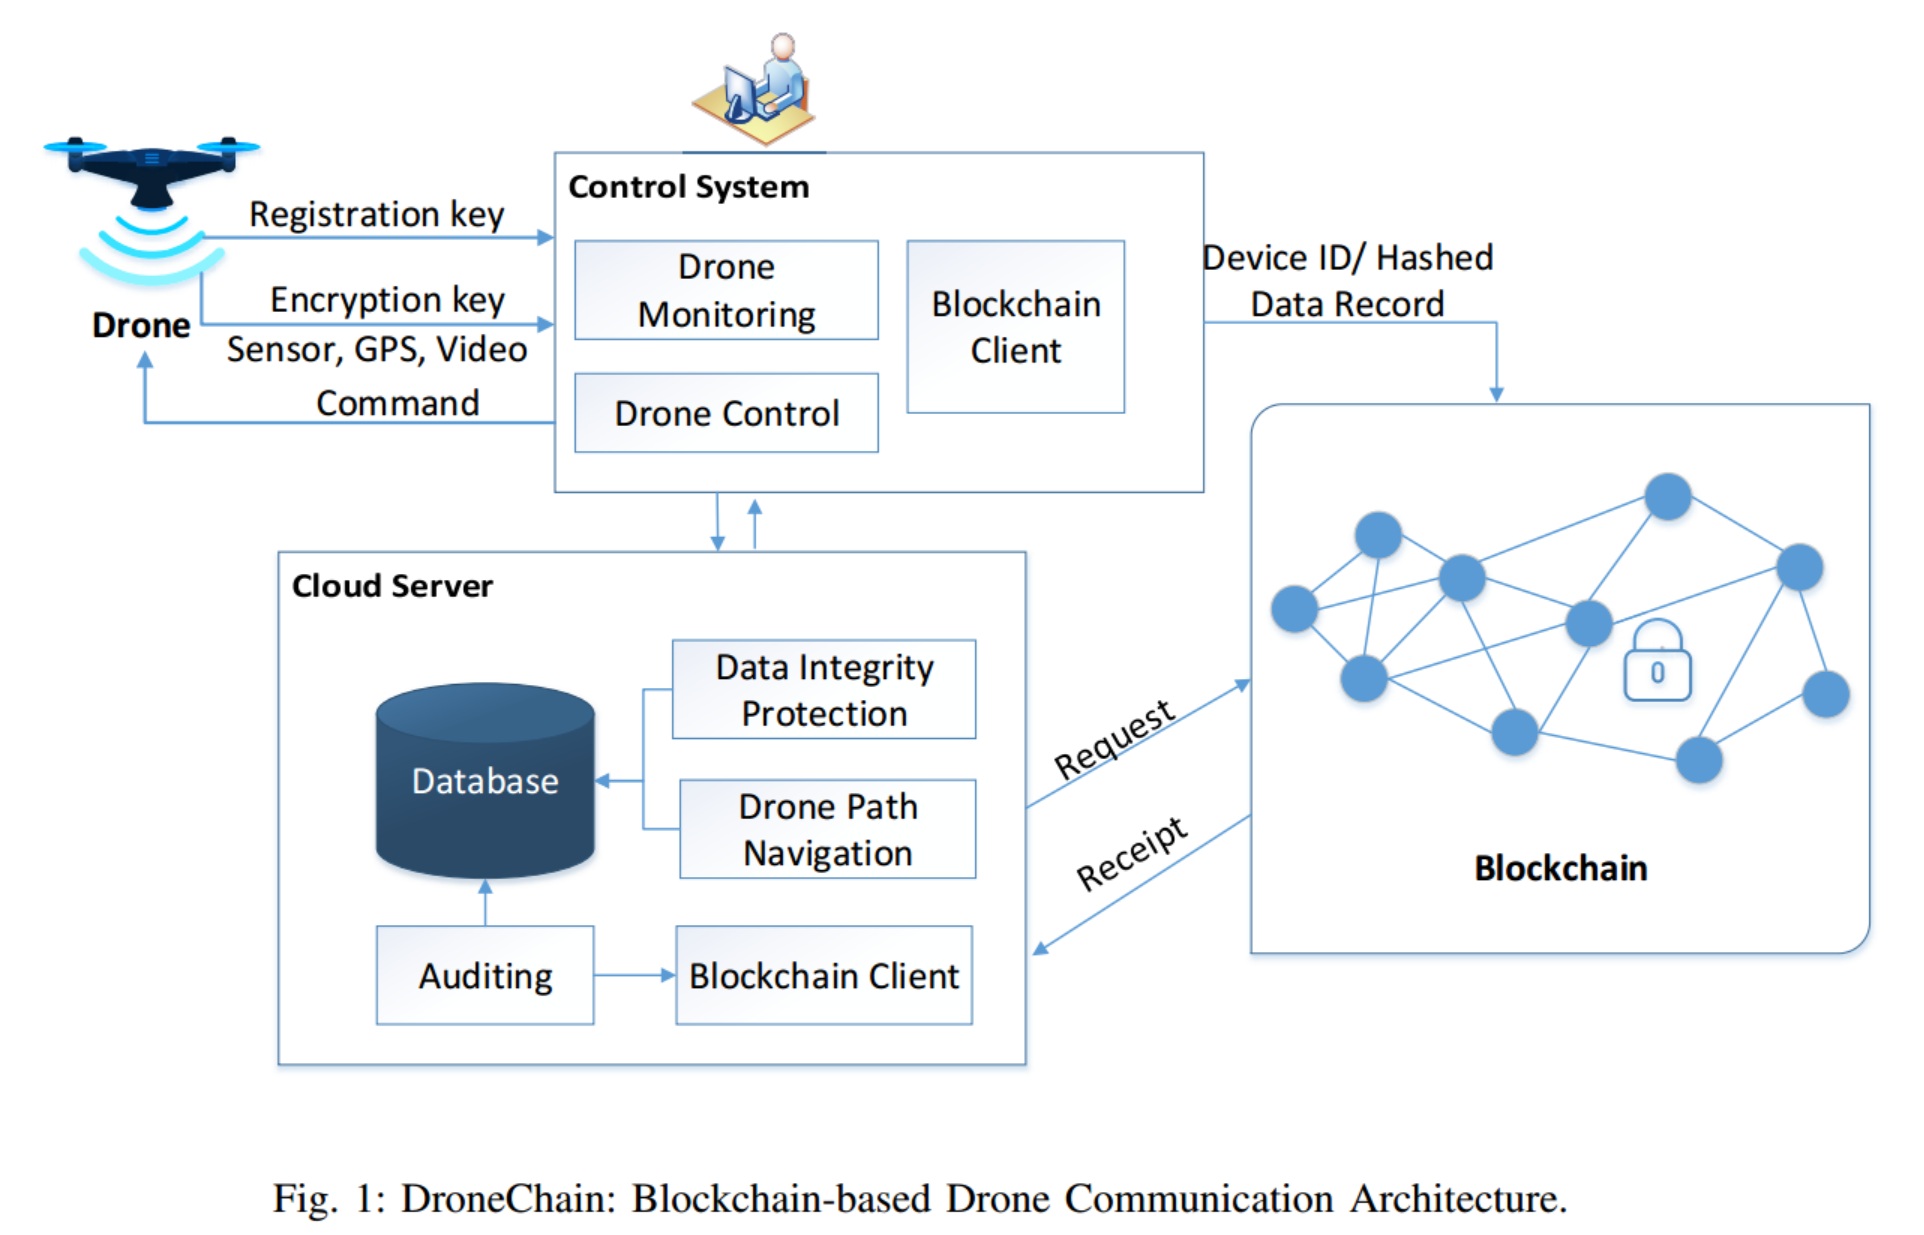 Control System
Registration key
Drone
Monitoring
Blockchain
Client
Device ID/ Hashed
Data Record
Encryption key
Drone
Sensor, GPS, Video
Command
Drone Control
Cloud Server
Data Integrity
Protection
Database
Drone Path
Navigation
Request
Receipt
Blockchain
Auditing
Blockchain Client
Fig. 1: DroneChain: Blockchain-based Drone Communication Architecture.